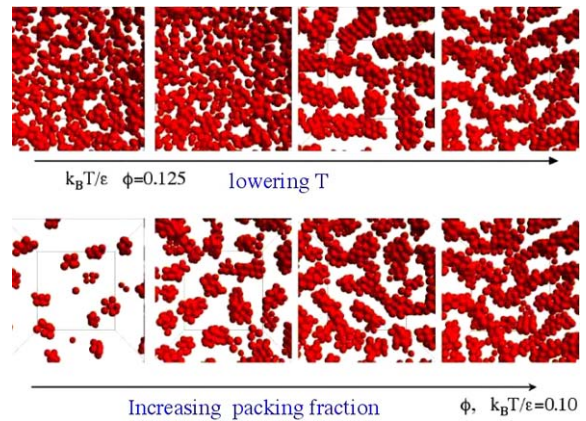 k_BT/ε ϕ=0.125 lowering T
Increasing packing fraction ϕ, k_BT/ε=0.10